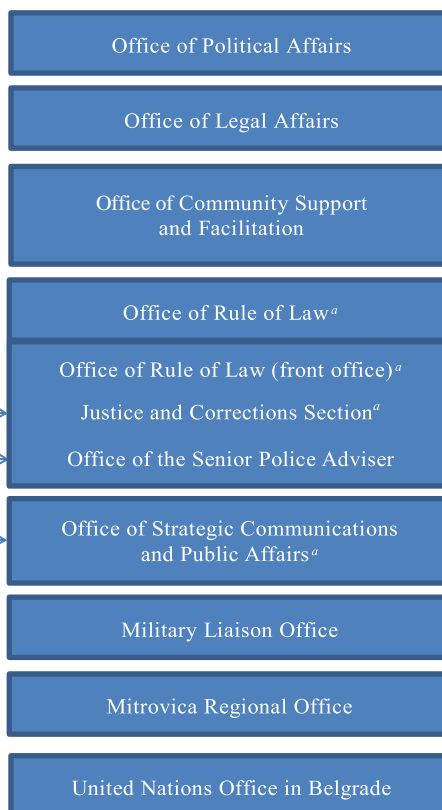 Office of Political Affairs
Office of Legal Affairs
Office of Community Support
and Facilitation
Office of Rule of Law a
Office of Rule of Law (front office) a
Justice and Corrections Section a
Office of the Senior Police Adviser
Office of Strategic Communications
and Public Affairs a
Military Liaison Office
Mitrovica Regional Office
United Nations Office in Belgrade